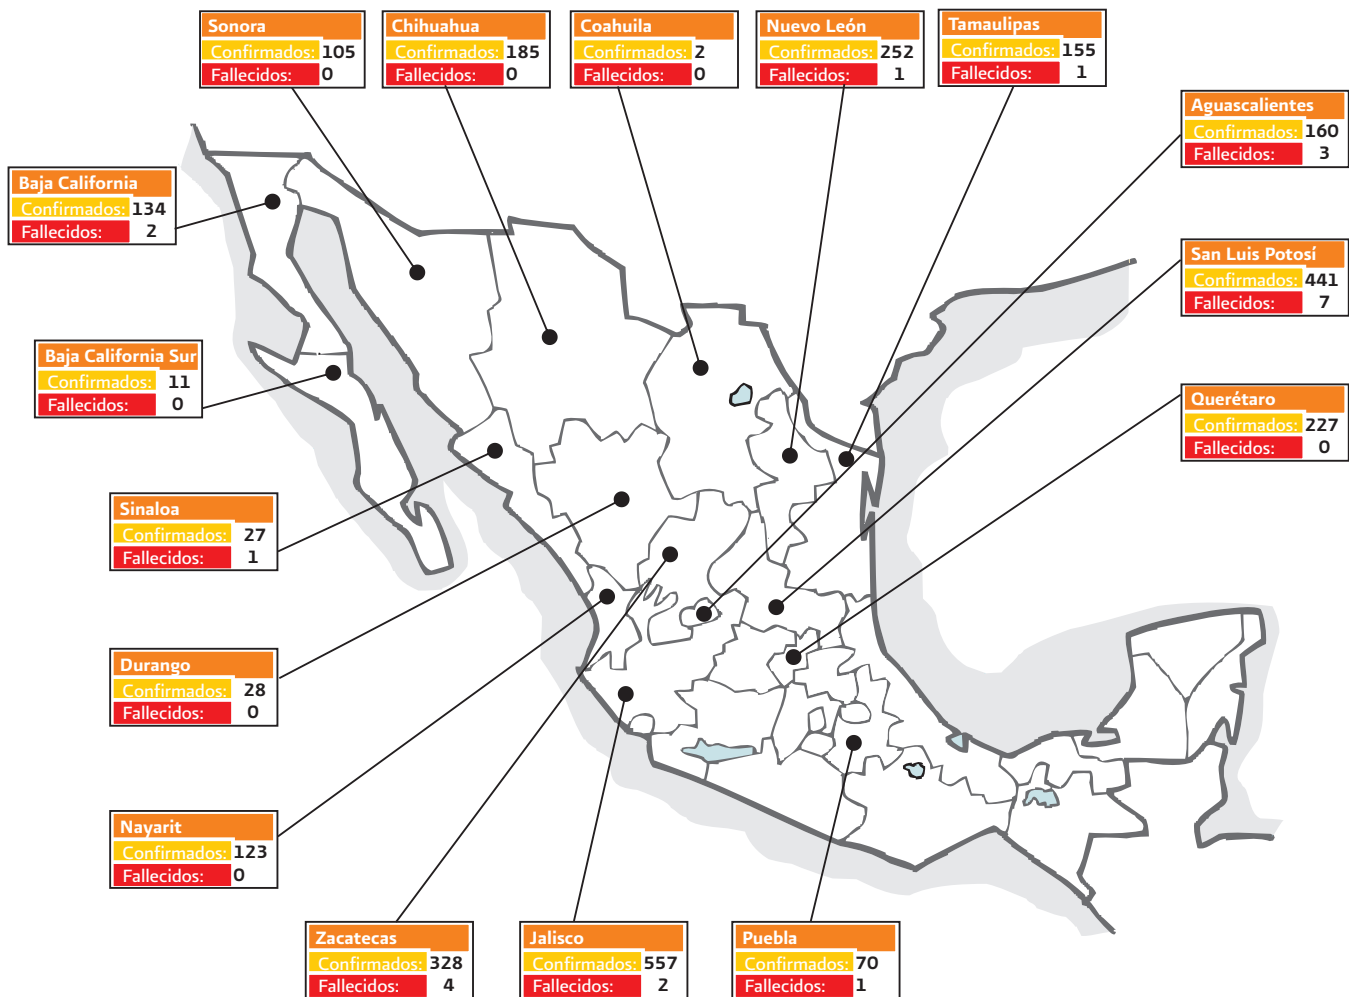 Sonora
Confirmados: 105
Fallecidos: 0
Chihuahua
Confirmados: 185
Fallecidos: 0
Coahuila
Confirmados: 2
Fallecidos: 0
Nuevo León
Confirmados: 252
Fallecidos: 1
Tamaulipas
Confirmados: 155
Fallecidos: 1
Aguascalientes
Confirmados: 160
Fallecidos: 3
Baja California
Confirmados: 134
Fallecidos: 2
San Luis Potosí
Confirmados: 441
Fallecidos: 7
Baja California Sur
Confirmados: 11
Fallecidos: 0
Querétaro
Confirmados: 227
Fallecidos: 0
Sinaloa
Confirmados: 27
Fallecidos: 1
Durango
Confirmados: 28
Fallecidos: 0
Nayarit
Confirmados: 123
Fallecidos: 0
Zacatecas
Confirmados: 328
Fallecidos: 4
Jalisco
Confirmados: 557
Fallecidos: 2
Puebla
Confirmados: 70
Fallecidos: 1